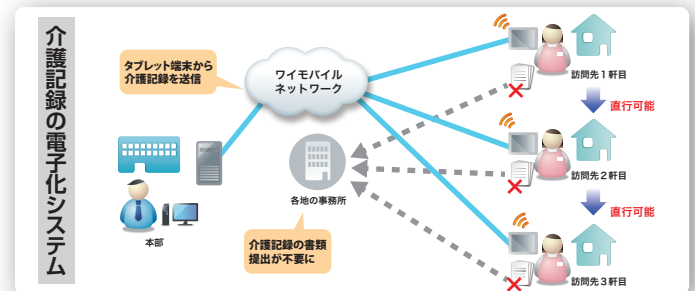 介護記録の電子化システム
タブレット端末から
介護記録を送信
ワイモバイル
ネットワーク
本部
各地の事務所
介護記録の書類
提出が不要に
訪問先1軒目
直行可能
訪問先2軒目
直行可能
訪問先3軒目